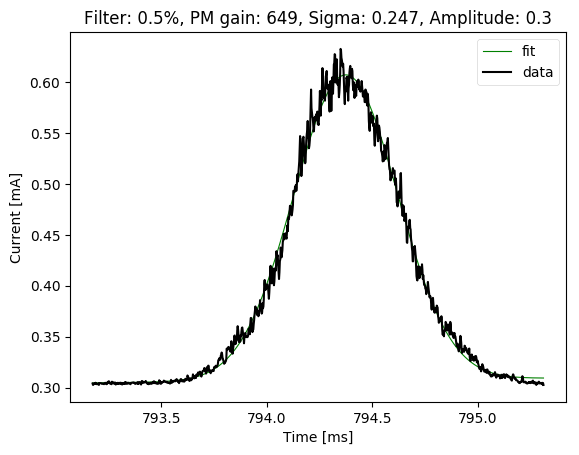 Filter: 0.5%, PM gain: 649, Sigma: 0.247, Amplitude: 0.3
fit
data
Current [mA]
0.60
0.55
0.50
0.45
0.40
0.35
0.30
793.5 794.0 794.5 795.0
Time [ms]